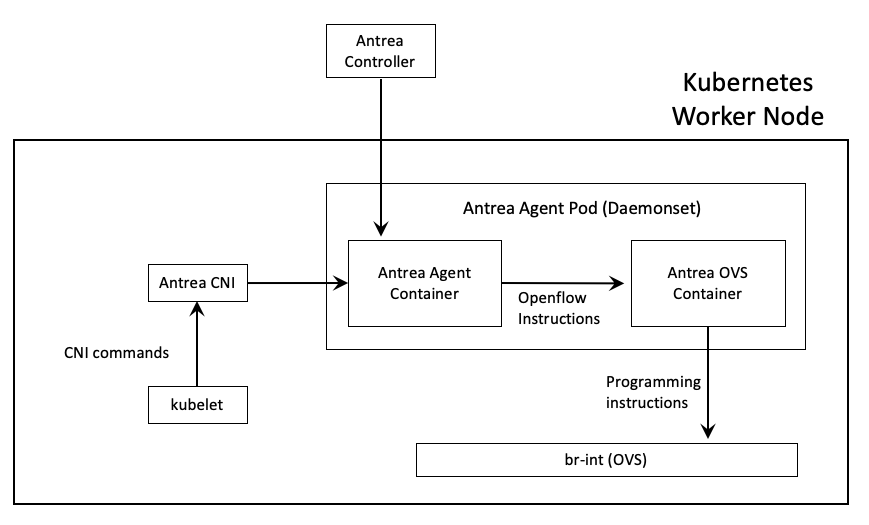 Antrea
Controller
Kubernetes
Worker Node
Antrea Agent Pod (Daemonset)
Antrea CNI
Antrea Agent
Container
Openflow
Instructions
Antrea OVS
Container
CNI commands
kubelet
Programming
instructions
br-int (OVS)